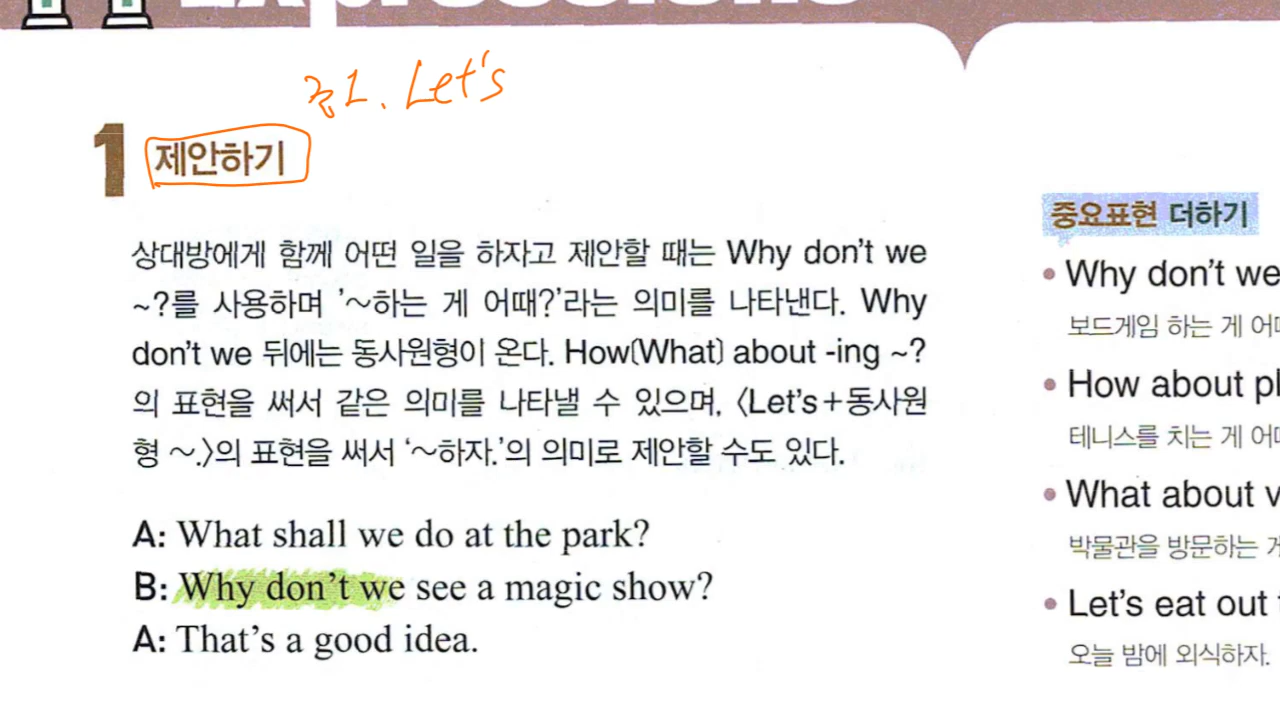 Expressions
중1. Let's
1 제안하기
상대방에게 함께 어떤 일을 하자고 제안할 때는 Why don't we
~?를 사용하며 '~하는 게 어때?'라는 의미를 나타낸다. Why
don't we 뒤에는 동사원형이 온다. How(What) about -ing ~?
의 표현을 써서 같은 의미를 나타낼 수 있으며, 〈Let's+동사원
형 ~.〉의 표현을 써서 '~하자.'의 의미로 제안할 수도 있다.
A: What shall we do at the park?
B: Why don't we see a magic show?
A: That's a good idea.
중요표현 더하기
• Why don't we
보드게임 하는 게
• How about
테니스를 치는 게
• What about
박물관을 방문하는
• Let's eat out
오늘 밤에 외식하자.